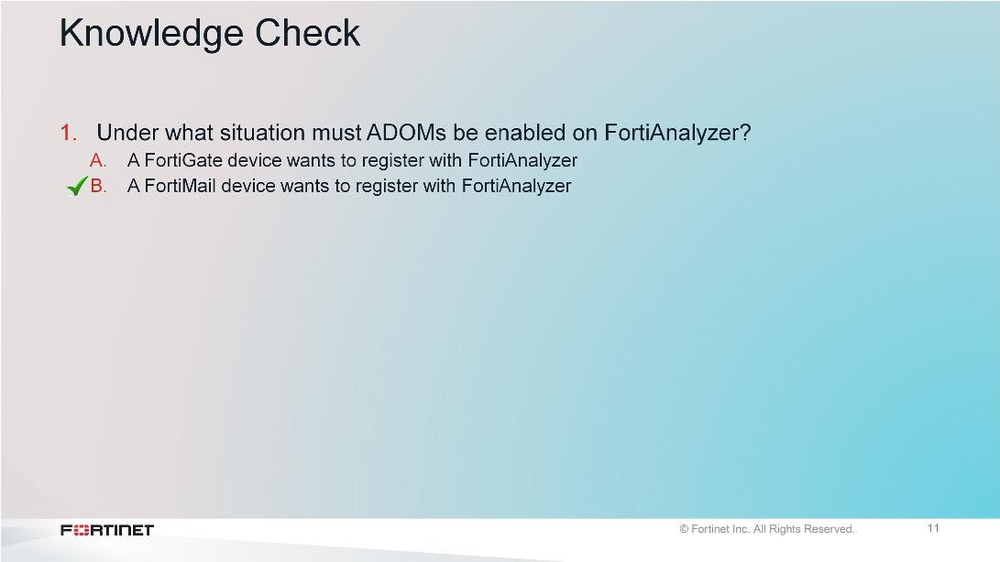 Knowledge Check
1. Under what situation must ADOMs be enabled on FortiAnalyzer?
A. A FortiGate device wants to register with FortiAnalyzer
B. A FortiMail device wants to register with FortiAnalyzer
FORTINET
© Fortinet Inc. All Rights Reserved.
11